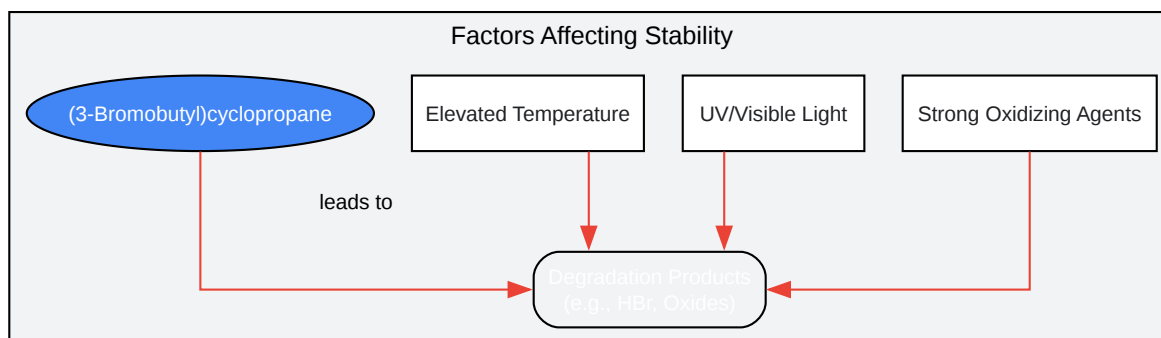 Factors Affecting Stability
(3-Bromobutyl)cyclopropane
Elevated Temperature
UV/Visible Light
Strong Oxidizing Agents
leads to
Degradation Products
(e.g., HBr, Oxides)